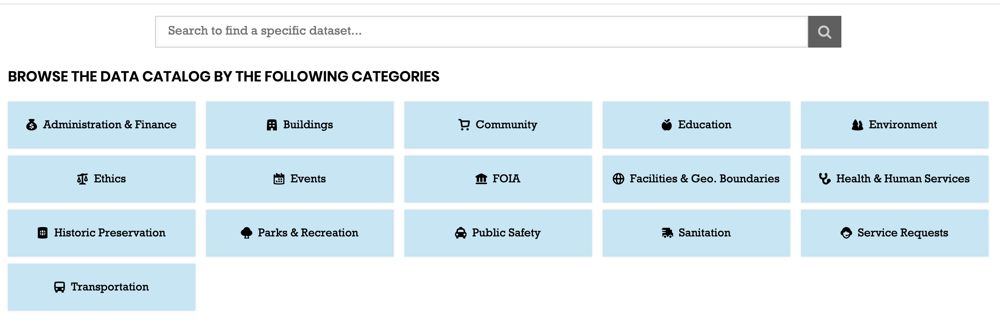 Search to find a specific dataset...
BROWSE THE DATA CATALOG BY THE FOLLOWING CATEGORIES
Administration & Finance
Buildings
Community
Education
Environment
Ethics
Events
FOIA
Facilities & Geo. Boundaries
Health & Human Services
Historic Preservation
Parks & Recreation
Public Safety
Sanitation
Service Requests
Transportation